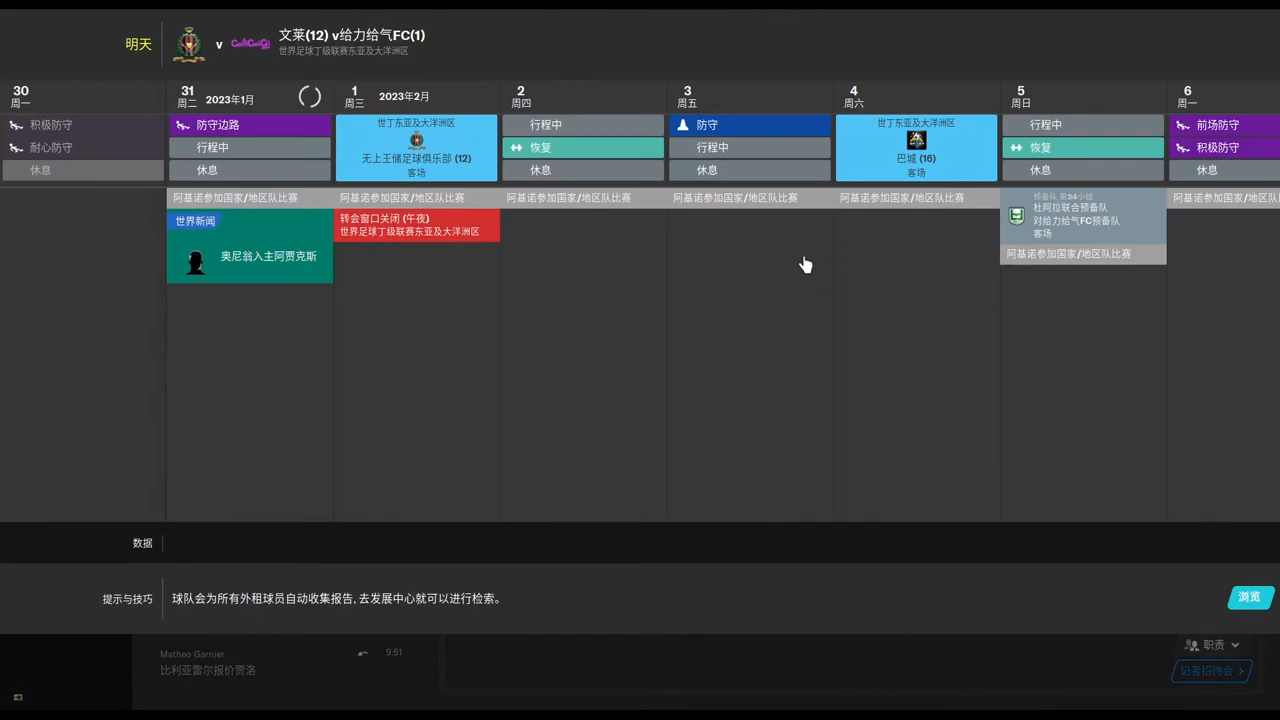 明天
v
文莱(12) v给力给气FC(1)
世界足球丁级联赛东亚及大洋洲区
30
周一
31
周二
2023年1月
1
周三
2023年2月
2
周四
3
周五
4
周六
5
周日
6
周一
积极防守
耐心防守
休息
防守边路
行程中
休息
世丁东亚及大洋洲区
无上王储足球俱乐部 (12)
客场
行程中
恢复
休息
防守
行程中
休息
世丁东亚及大洋洲区
巴城 (16)
客场
行程中
恢复
休息
前场防守
积极防守
休息
阿基诺参加国家/地区队比赛
阿基诺参加国家/地区队比赛
阿基诺参加国家/地区队比赛
阿基诺参加国家/地区队比赛
阿基诺参加国家/地区队比赛
预备队 第24小组
杜阿拉联合预备队
对给力给气FC预备队
客场
阿基诺参加国家/地区队比赛
阿基诺参加国家/地区队
世界新闻
奥尼翁入主阿贾克斯
转会窗口关闭 (午夜)
世界足球丁级联赛东亚及大洋洲区
数据
提示与技巧
球队会为所有外租球员自动收集报告, 去发展中心就可以进行检索。
浏览
Matheo Garnier
9:51
比利亚雷尔报价贾洛
职责
记者招待会